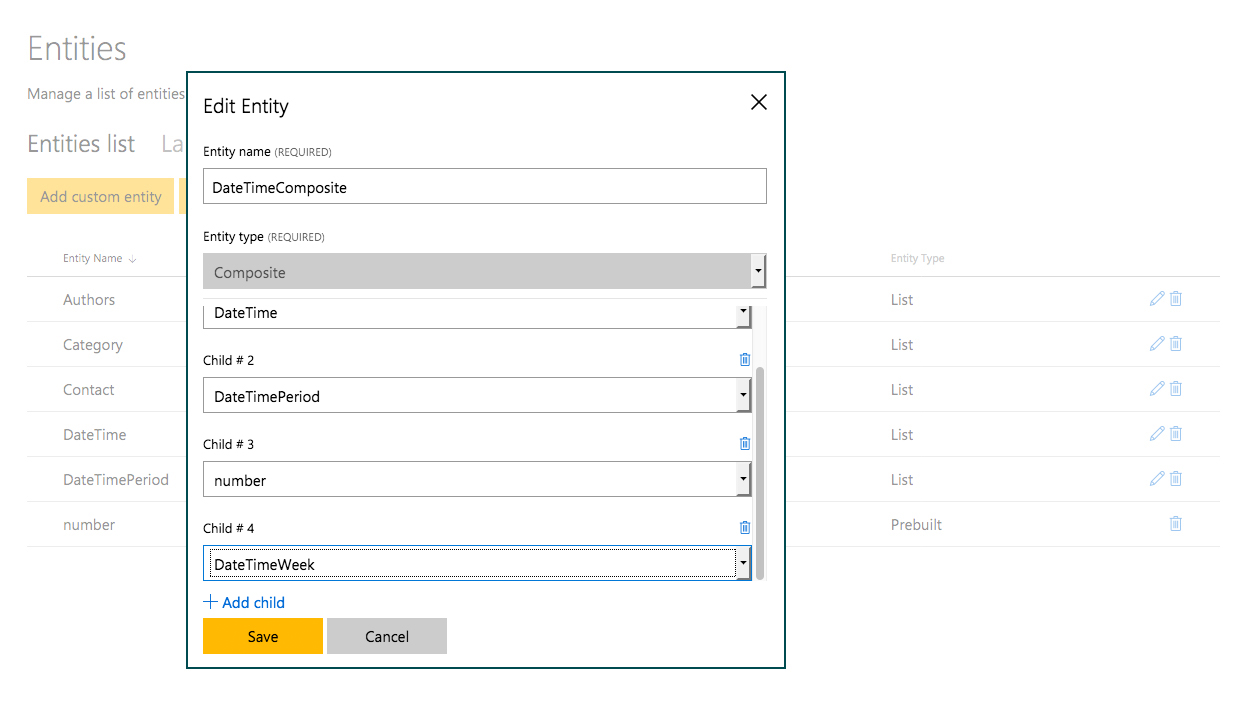 Entities
Manage a list of entities
Entities list La
Add custom entity
Entity Name Entity Type
Authors List
Category List
Contact List
DateTime List
DateTimePeriod List
number Prebuilt
Edit Entity
Entity name (REQUIRED)
DateTimeComposite
Entity type (REQUIRED)
Composite
DateTime
Child # 2
DateTimePeriod
Child # 3
number
Child # 4
DateTimeWeek
Add child
Save Cancel